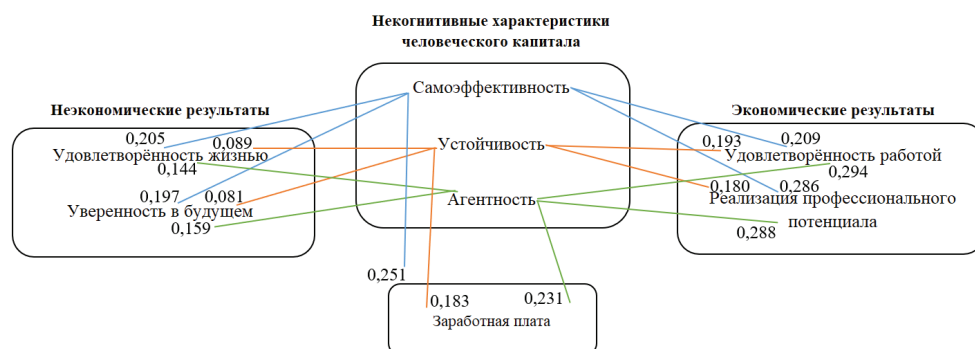 Некогнитивные характеристики
человеческого капитала
Неэкономические результаты
Экономические результаты
Самоэффективность
0,205
0,089
Удовлетворённость жизнью
0,144
Устойчивость
0,193
0,209
Удовлетворённость работой
0,294
0,197
0,081
Уверенность в будущем
0,159
Агентность
0,180
0,286
Реализация профессионального
потенциала
0,288
0,251
0,183
0,231
Заработная плата